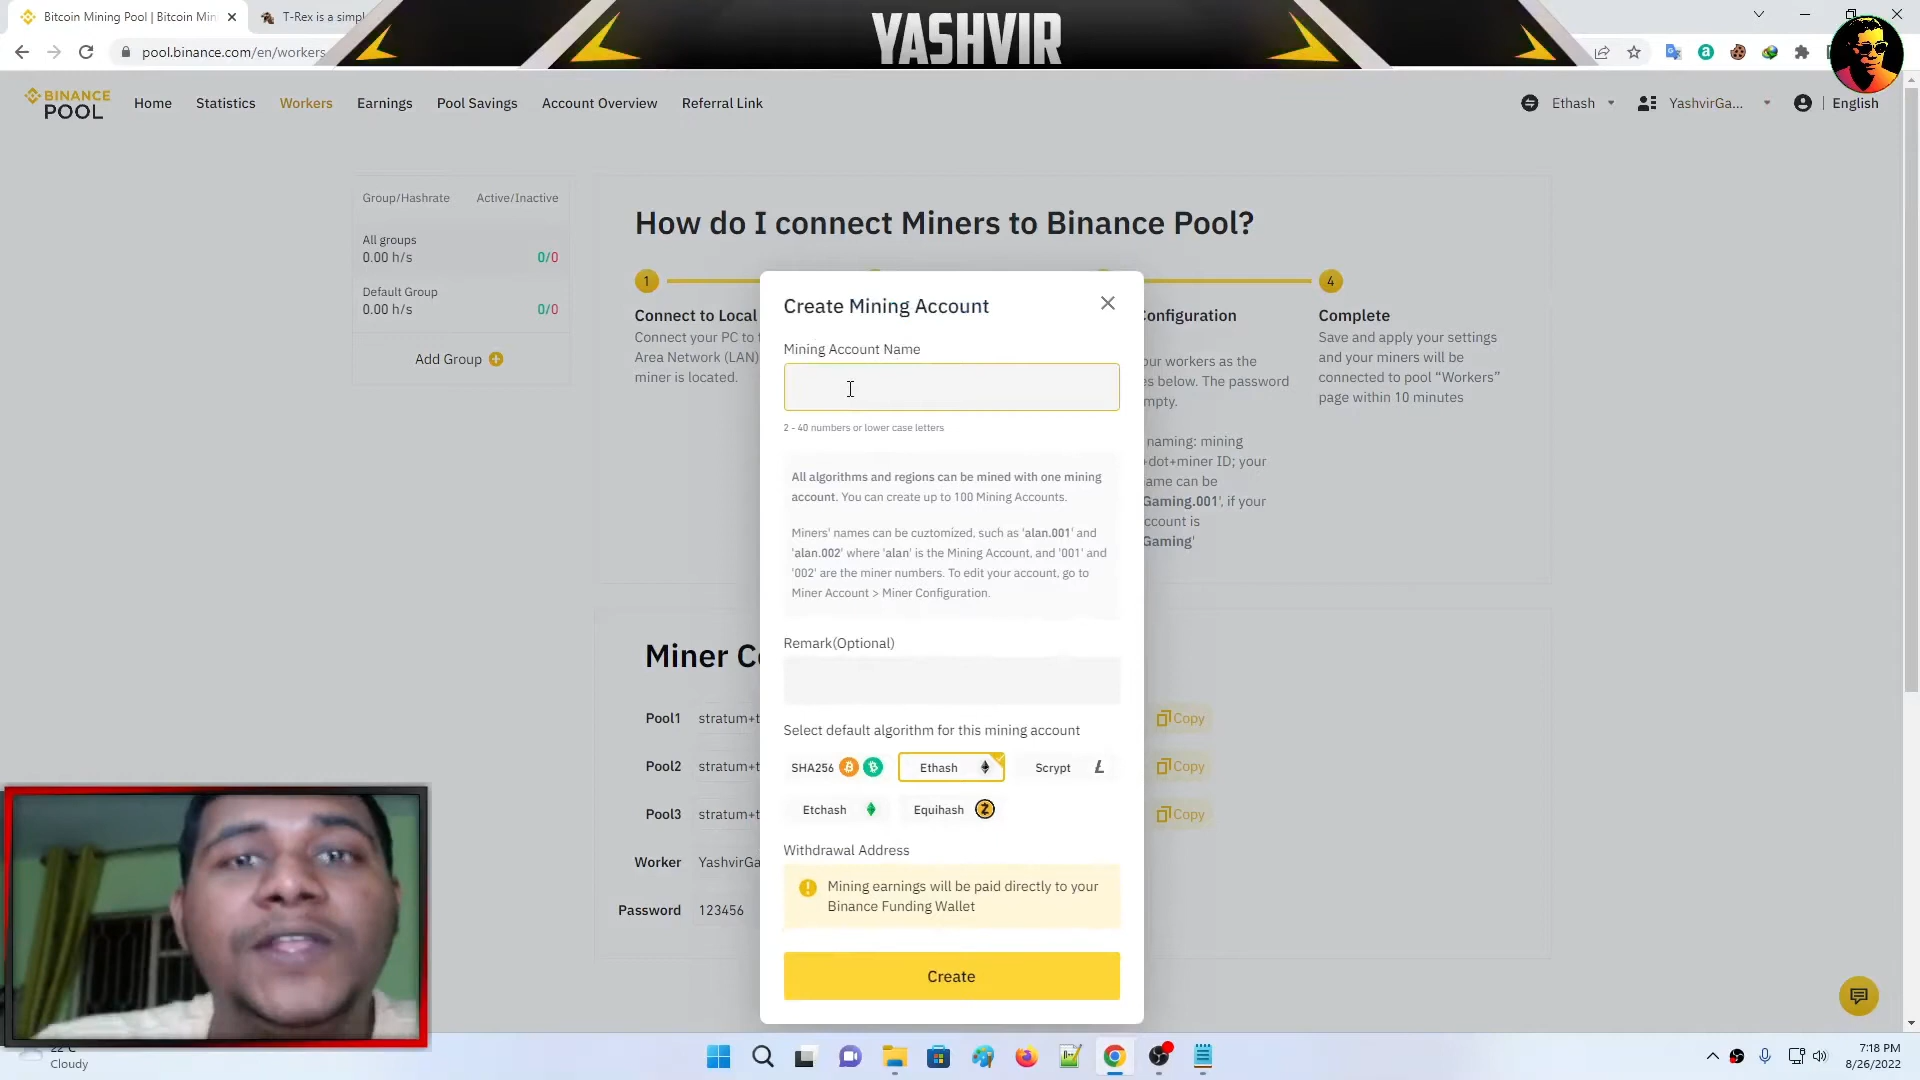 Bitcoin Mining Pool | Bitcoin Min
T-Rex is a simpl
YASHVIR
pool.binance.com/en/workers
BINANCE
POOL
Home
Statistics
Workers
Earnings
Pool Savings
Account Overview
Referral Link
Ethash
YashvirGa...
English
Group/Hashrate
Active/Inactive
All groups
0.00 h/s
0/0
Default Group
0.00 h/s
0/0
Add Group
How do I connect Miners to Binance Pool?
1
4
Connect to Local
Connect your PC to
Area Network (LAN)
miner is located.
onfiguration
our workers as the
s below. The password
mpty.
naming: mining
+dot+miner ID; your
ame can be
Gaming.001', if your
ccount is
Gaming'
Complete
Save and apply your settings
and your miners will be
connected to pool “Workers”
page within 10 minutes
Create Mining Account
Mining Account Name
2 - 40 numbers or lower case letters
All algorithms and regions can be mined with one mining
account. You can create up to 100 Mining Accounts.
Miners' names can be cuztomized, such as 'alan.001' and
'alan.002' where 'alan' is the Mining Account, and '001' and
'002' are the miner numbers. To edit your account, go to
Miner Account > Miner Configuration.
Remark(Optional)
Select default algorithm for this mining account
SHA256
Ethash
Scrypt
Etchash
Equihash
Withdrawal Address
Mining earnings will be paid directly to your
Binance Funding Wallet
Create
Miner C
Pool1
stratum+t
Copy
Pool2
stratum+t
Copy
Pool3
stratum+t
Copy
Worker
YashvirGa
Password
123456
22°C
Cloudy
7:18 PM
8/26/2022